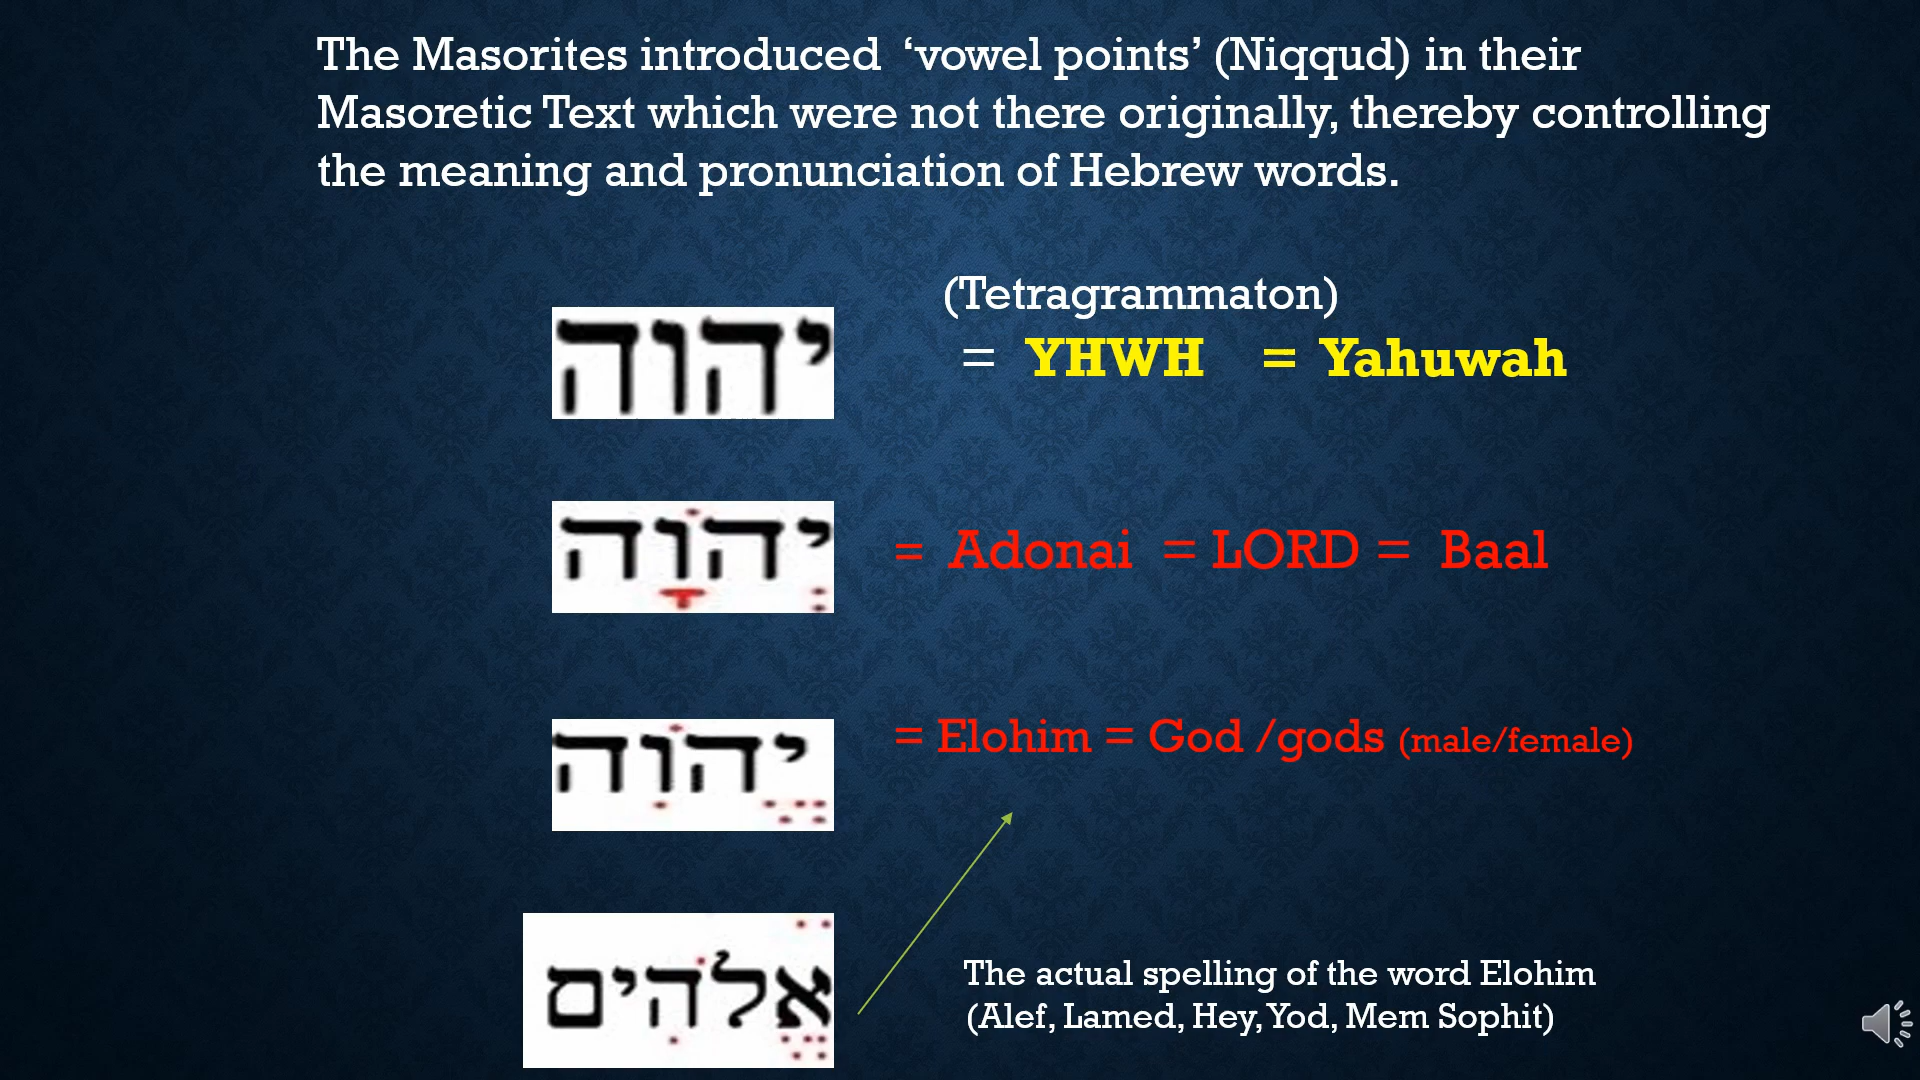 The Masorites introduced ‘vowel points’ (Niqqud) in their
Masoretic Text which were not there originally, thereby controlling
the meaning and pronunciation of Hebrew words.
(Tetragrammaton)
יהוה = YHWH = Yahuwah
יְהֹוָה = Adonai = LORD = Baal
יֱהֹוִה = Elohim = God /gods (male/female)
אֱלֹהִים
The actual spelling of the word Elohim
(Alef, Lamed, Hey, Yod, Mem Sophit)